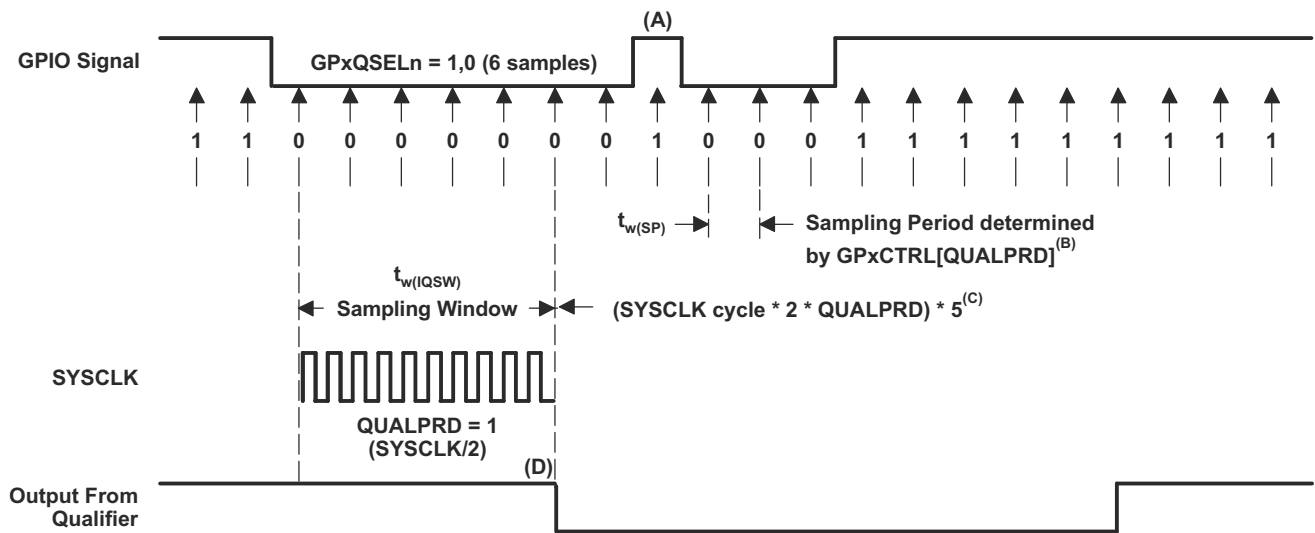 (A)
GPIO Signal
GPxQSELn = 1,0 (6 samples)
1 1 0 0 0 0 0 0 0 1 0 0 0 1 1 1 1 1 1 1 1 1
tw(SP)
Sampling Period determined
by GPxCTRL[QUALPRD](B)
tw(IQSW)
Sampling Window
(SYSCLK cycle * 2 * QUALPRD) * 5(C)
SYSCLK
QUALPRD = 1
(SYSCLK/2)
(D)
Output From
Qualifier